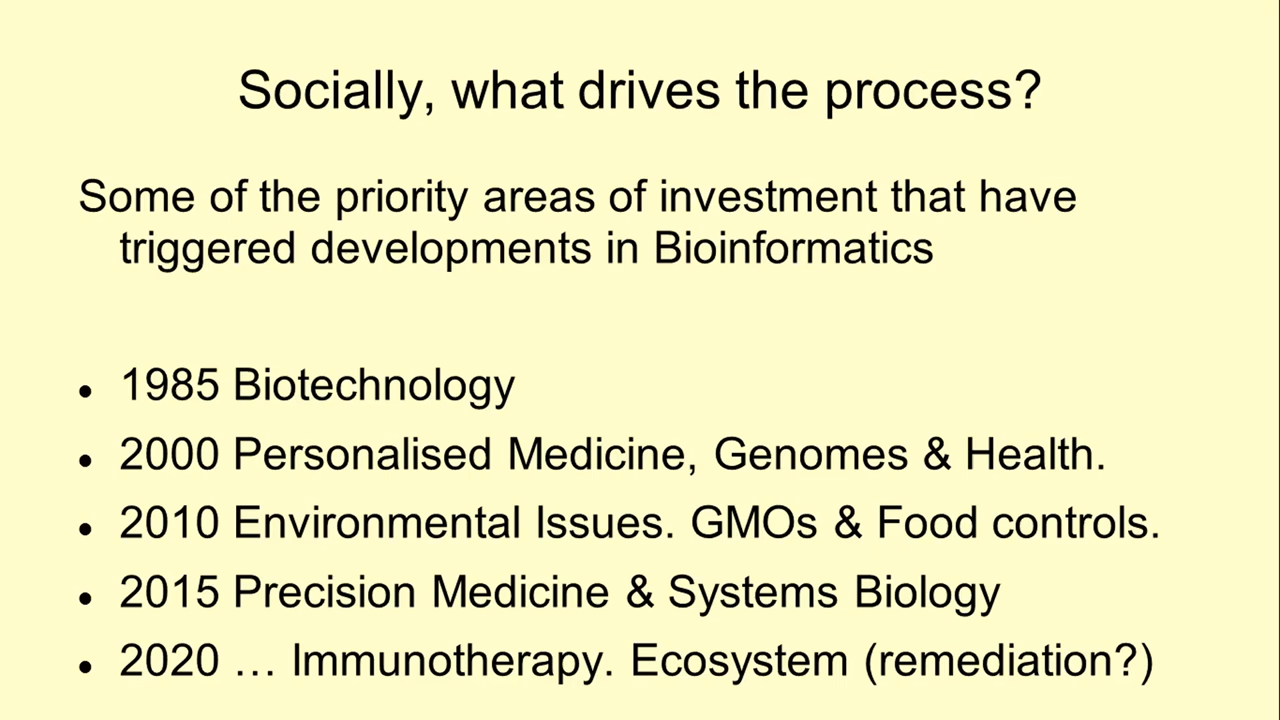 Socially, what drives the process?
Some of the priority areas of investment that have
triggered developments in Bioinformatics
• 1985 Biotechnology
• 2000 Personalised Medicine, Genomes & Health.
• 2010 Environmental Issues. GMOs & Food controls.
• 2015 Precision Medicine & Systems Biology
• 2020 … Immunotherapy. Ecosystem (remediation?)